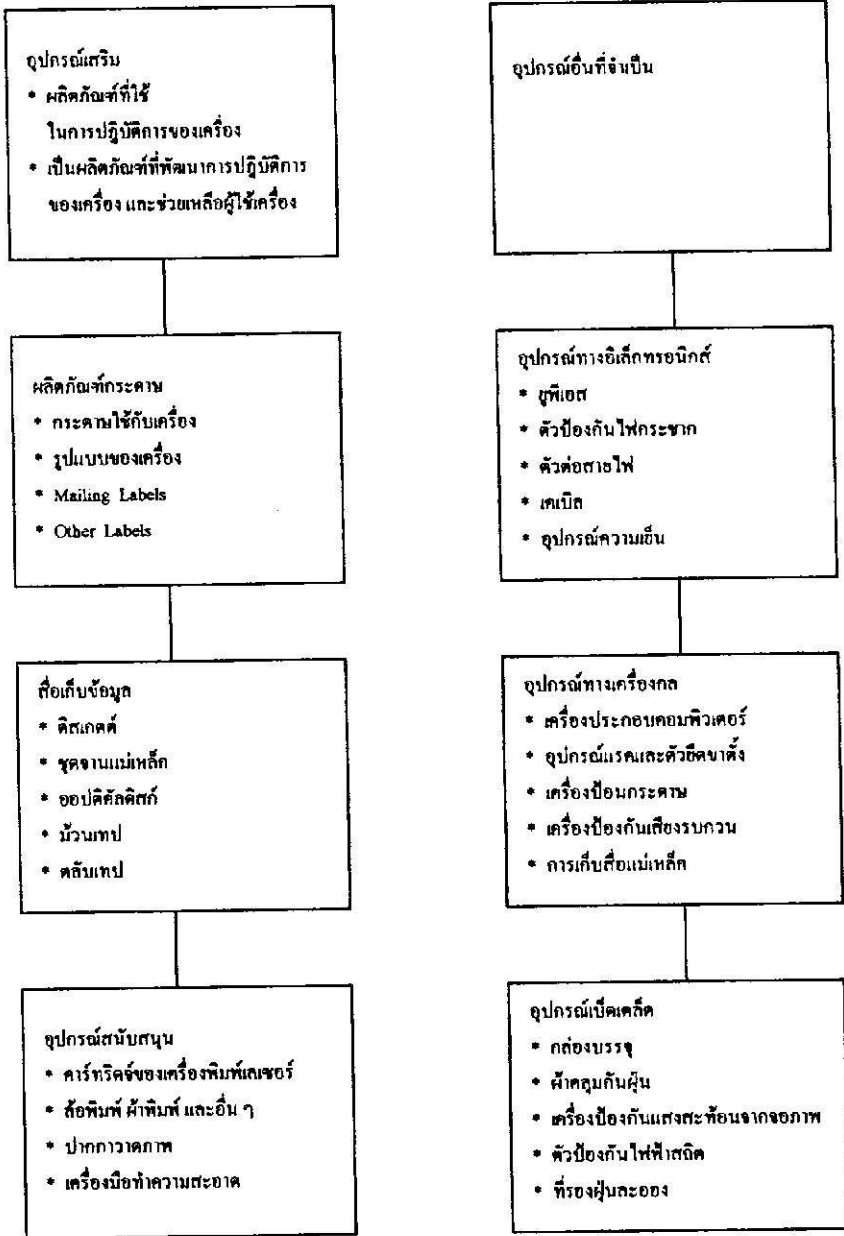 อุปกรณ์เสริม
* ผลิตภัณฑ์ที่ใช้
ในการปฏิบัติการของเครื่อง
* เป็นผลิตภัณฑ์ที่พัฒนาการปฏิบัติการ
ของเครื่อง และช่วยเหลือผู้ใช้เครื่อง
ผลิตภัณฑ์กระดาษ
* กระดาษใช้กับเครื่อง
* รูปแบบของเครื่อง
* Mailing Labels
* Other Labels
สื่อเก็บข้อมูล
* ดิสเกตต์
* ชุดจานแม่เหล็ก
* ออปติคัลดิสก์
* ม้วนเทป
* ตลับเทป
อุปกรณ์สนับสนุน
* คาร์ทริดจ์ของเครื่องพิมพ์เลเซอร์
* ล้อพิมพ์ ผ้าพิมพ์ และอื่น ๆ
* ปากกาวาดภาพ
* เครื่องมือทำความสะอาด
อุปกรณ์อื่นที่จำเป็น
อุปกรณ์ทางอิเล็กทรอนิกส์
* ยูพีเอส
* ตัวป้องกันไฟกระชาก
* ตัวต่อสายไฟ
* เคเบิล
* อุปกรณ์ความเย็น
อุปกรณ์ทางเครื่องกล
* เครื่องประกอบคอมพิวเตอร์
* อุปกรณ์แรคและตัวยึดขาตั้ง
* เครื่องป้อนกระดาษ
* เครื่องป้องกันเสียงรบกวน
* การเก็บสื่อแม่เหล็ก
อุปกรณ์เบ็ดเตล็ด
* กล่องบรรจุ
* ผ้าคลุมกันฝุ่น
* เครื่องป้องกันแสงสะท้อนจากจอภาพ
* ตัวป้องกันไฟฟ้าสถิต
* ที่รองฝุ่นละออง